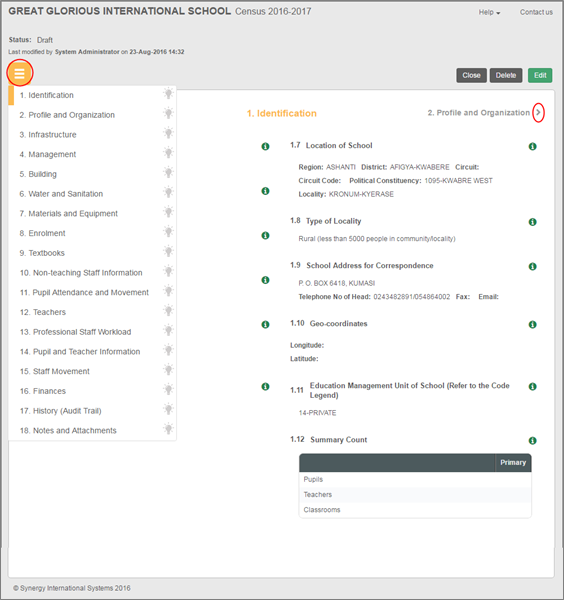 GREAT GLORIOUS INTERNATIONAL SCHOOL Census 2016-2017
Help
Contact us
Status: Draft
Last modified by System Administrator on 23-Aug-2016 14:32
Close
Delete
Edit
1. Identification
2. Profile and Organization
3. Infrastructure
4. Management
5. Building
6. Water and Sanitation
7. Materials and Equipment
8. Enrolment
9. Textbooks
10. Non-teaching Staff Information
11. Pupil Attendance and Movement
12. Teachers
13. Professional Staff Workload
14. Pupil and Teacher Information
15. Staff Movement
16. Finances
17. History (Audit Trail)
18. Notes and Attachments
1. Identification
2. Profile and Organization
1.7 Location of School
Region: ASHANTI District: AFIGYA-KWABERE Circuit:
Circuit Code: Political Constituency: 1095-KWABRE WEST
Locality: KRONUM-KYERASE
1.8 Type of Locality
Rural (less than 5000 people in community/locality)
1.9 School Address for Correspondence
P.O. BOX 6418, KUMASI
Telephone No of Head: 0243482891/054864002 Fax: Email:
1.10 Geo-coordinates
Longitude:
Latitude:
1.11 Education Management Unit of School (Refer to the Code
Legend)
14-PRIVATE
1.12 Summary Count
Primary
Pupils
Teachers
Classrooms
© Synergy International Systems 2016